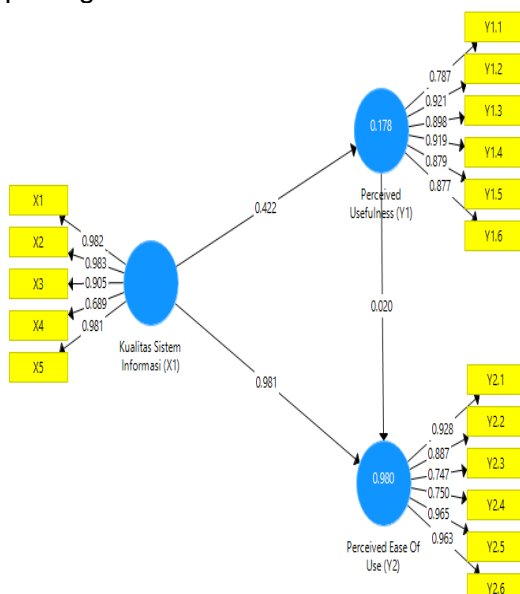 Y1.1
Y1.2
Y1.3
Y1.4
Y1.5
Y1.6
0.787
0.921
0.898
0.919
0.879
0.877
0.178
Perceived
Usefulness (Y1)
X1
X2
X3
X4
X5
0.982
0.983
0.905
0.689
0.981
Kualitas Sistem
Informasi (X1)
0.422
0.020
0.981
Y2.1
Y2.2
Y2.3
Y2.4
Y2.5
Y2.6
0.928
0.887
0.747
0.750
0.965
0.963
0.980
Perceived Ease Of
Use (Y2)